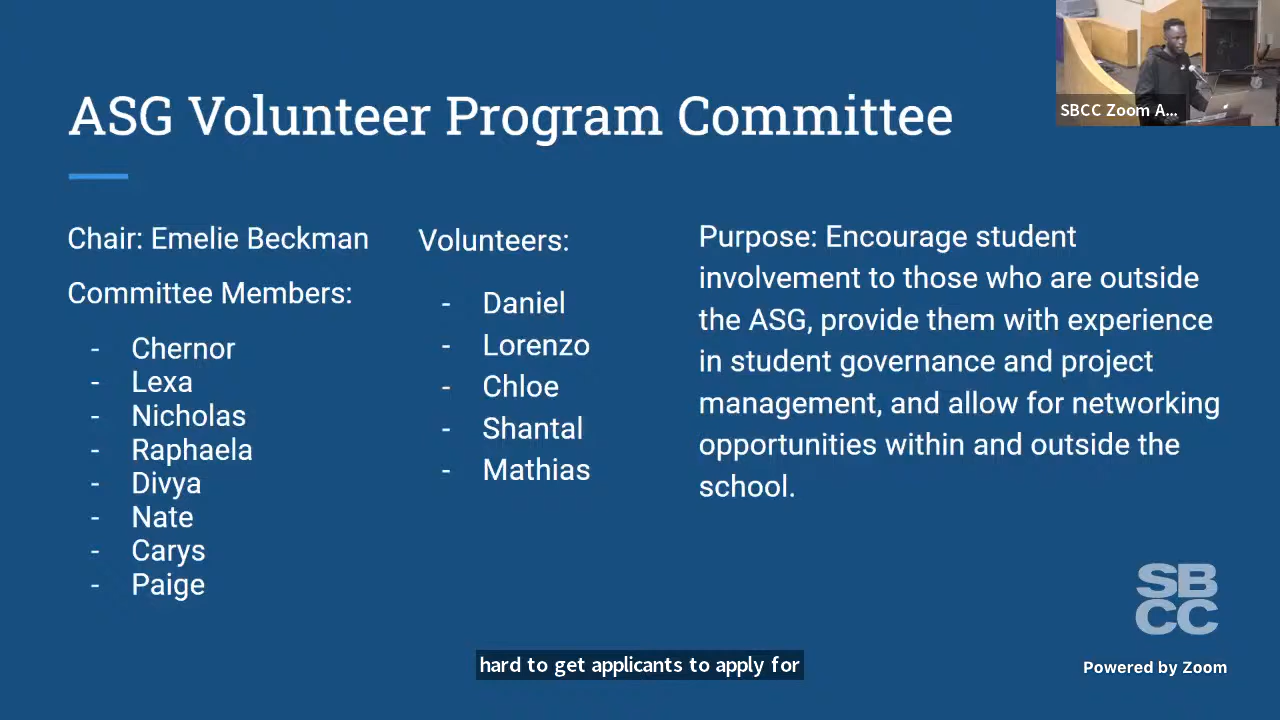 SBCC Zoom A...
ASG Volunteer Program Committee
Chair: Emelie Beckman
Committee Members:
- Chernor
- Lexa
- Nicholas
- Raphaela
- Divya
- Nate
- Carys
- Paige
Volunteers:
- Daniel
- Lorenzo
- Chloe
- Shantal
- Mathias
Purpose: Encourage student
involvement to those who are outside
the ASG, provide them with experience
in student governance and project
management, and allow for networking
opportunities within and outside the
school.
SB
CC
hard to get applicants to apply for
Powered by Zoom